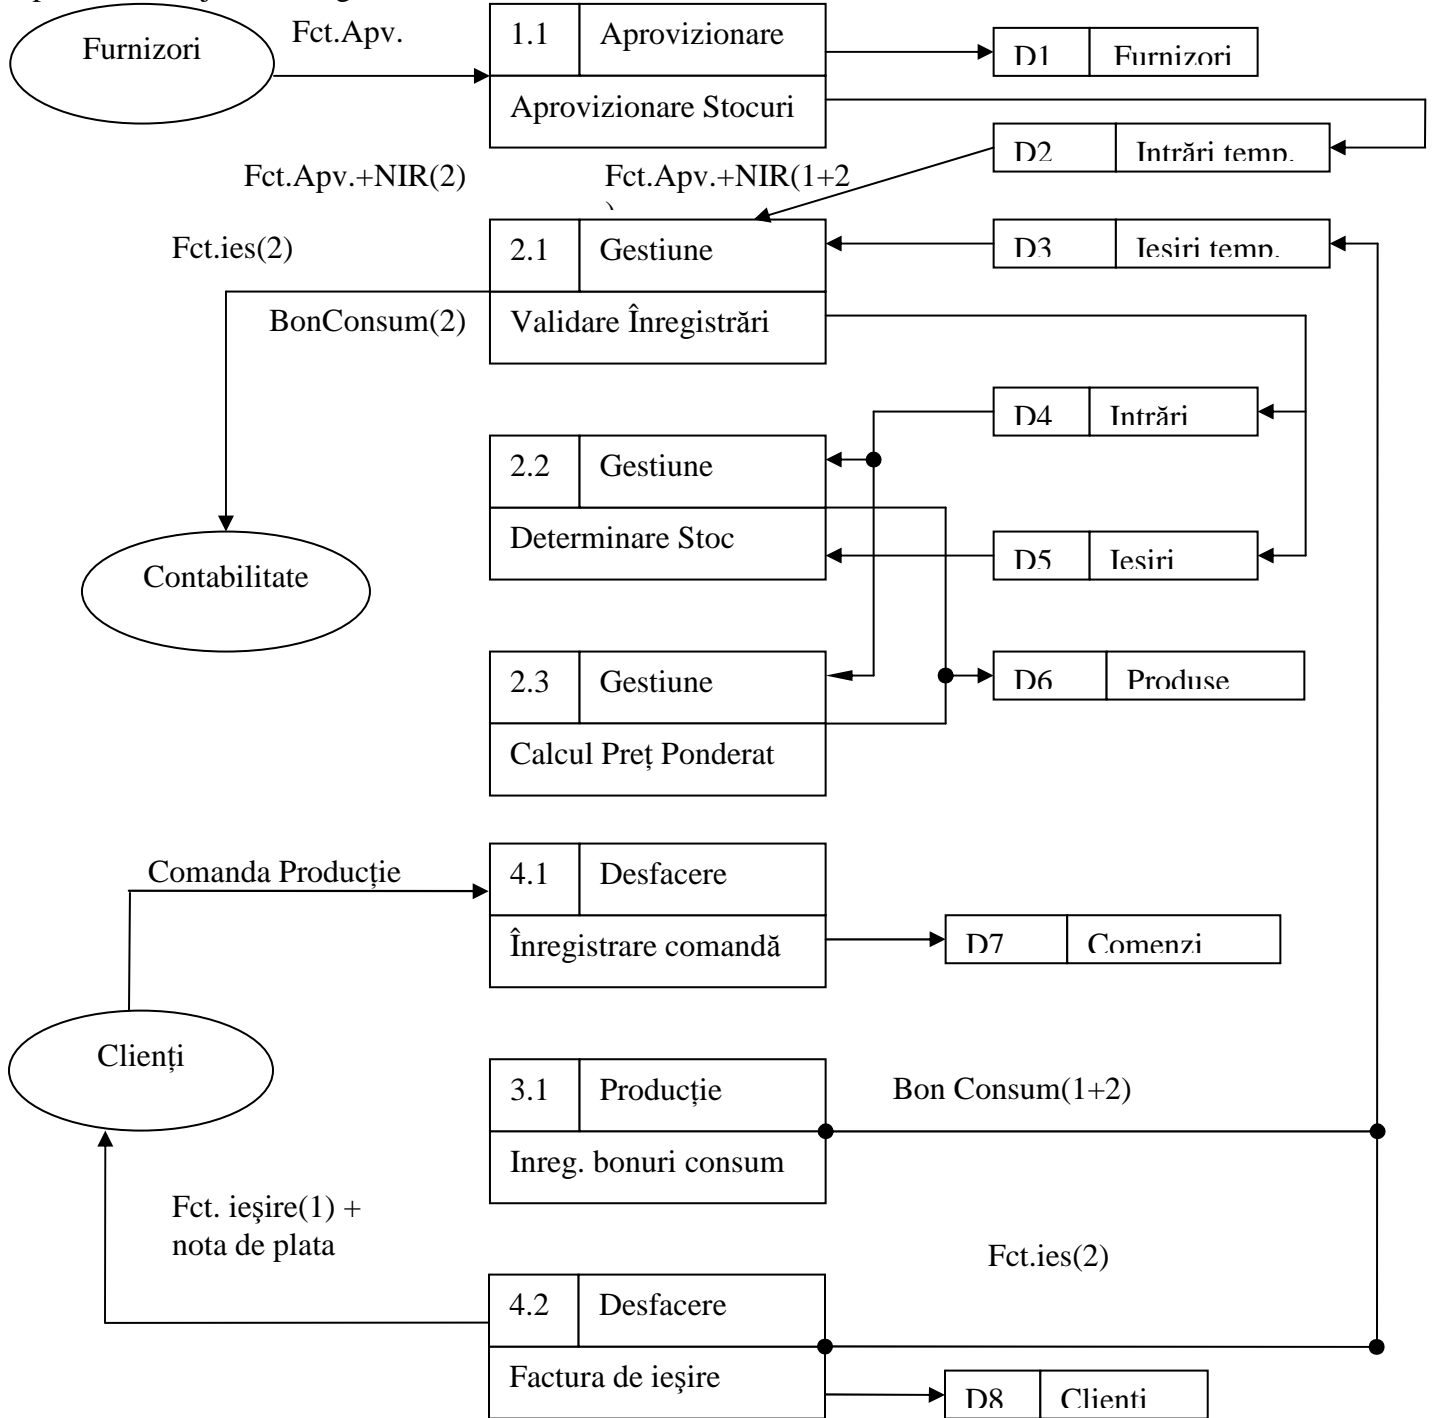 Furnizori
Fct.Apv.
1.1 Aprovizionare
D1 Furnizori
Aprovizionare Stocuri
D2 Intrări temp.
Fct.Apv.+NIR(2)
Fct.Apv.+NIR(1+2
)
Fct.ies(2)
2.1 Gestiune
D3 Iesiri temp.
BonConsum(2)
Validare Înregistrări
D4 Intrări
2.2 Gestiune
Determinare Stoc
D5 Iesiri
Contabilitate
2.3 Gestiune
D6 Produse
Calcul Preț Ponderat
Comanda Producție
4.1 Desfacere
Înregistrare comandă
D7 Comenzi
Clienți
3.1 Producție
Bon Consum(1+2)
Inreg. bonuri consum
Fct. ieşire(1) +
nota de plata
Fct.ies(2)
4.2 Desfacere
Factura de ieşire
D8 Clienti